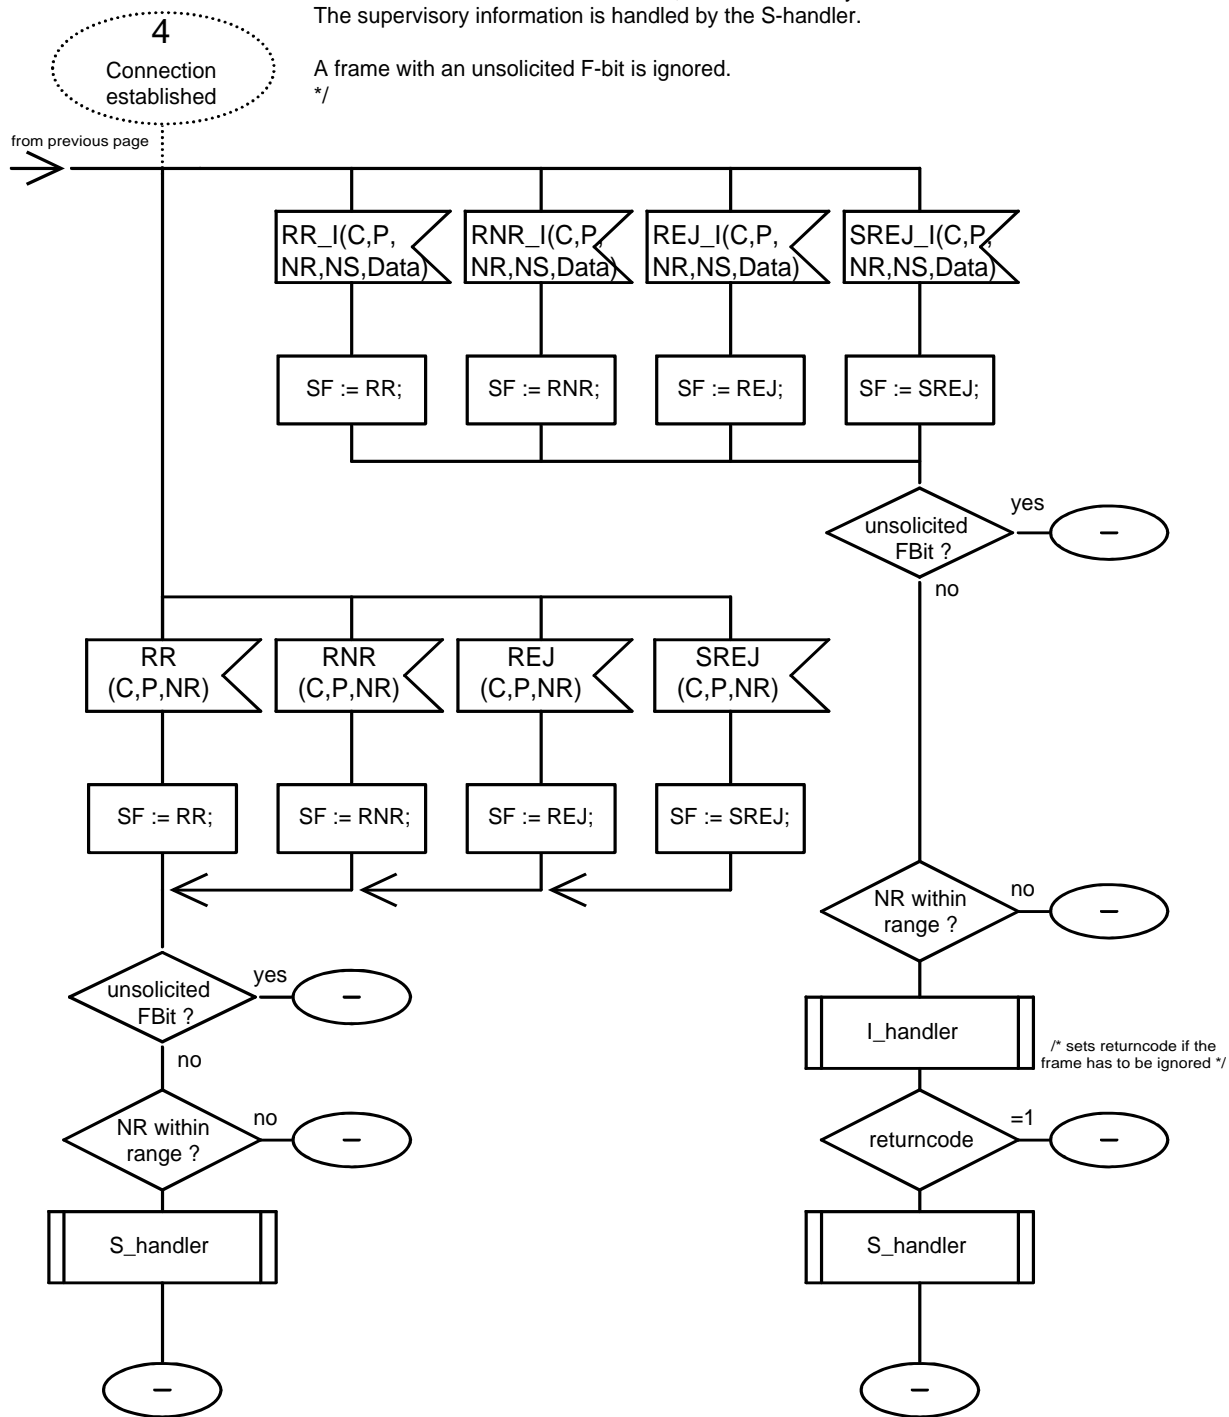 The supervisory information is handled by the S-handler.
A frame with an unsolicited F-bit is ignored.
*/
4
Connection
established
from previous page
RR_I(C,P,
NR,NS,Data)
RNR_I(C,P,
NR,NS,Data)
REJ_I(C,P,
NR,NS,Data)
SREJ_I(C,P,
NR,NS,Data)
SF := RR;
SF := RNR;
SF := REJ;
SF := SREJ;
unsolicited
FBit ?
yes
–
no
RR
(C,P,NR)
RNR
(C,P,NR)
REJ
(C,P,NR)
SREJ
(C,P,NR)
SF := RR;
SF := RNR;
SF := REJ;
SF := SREJ;
NR within
range ?
no
–
unsolicited
FBit ?
yes
–
no
I_handler
/* sets returncode if the
frame has to be ignored */
NR within
range ?
no
–
returncode
=1
–
S_handler
S_handler
–
–